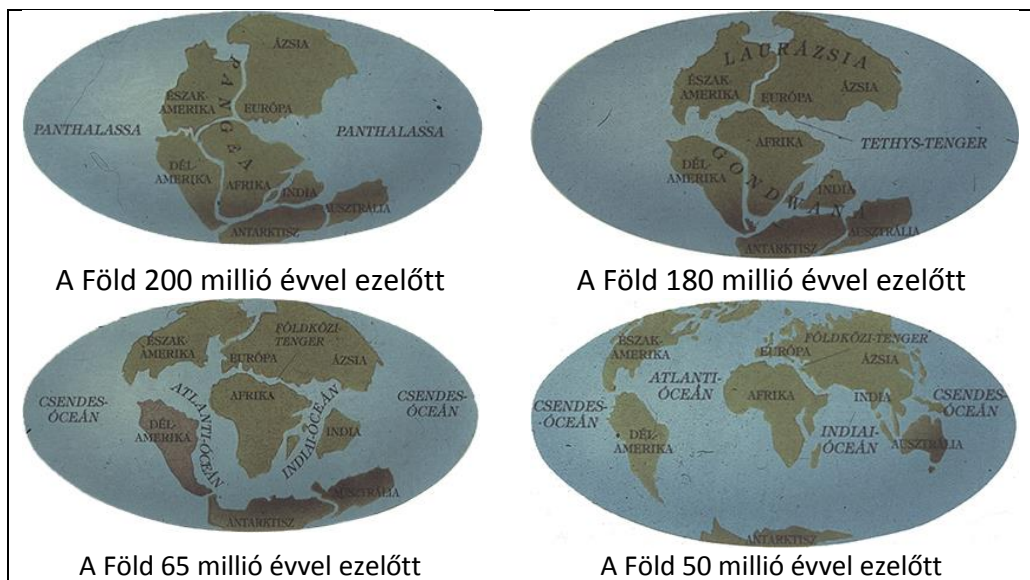 ÁZSIA
PANGEA
ÉSZAK-
AMERIKA
EURÓPA
PANTHALASSA
PANTHALASSA
DÉL-
AMERIKA
AFRIKA
INDIA
AUSZTRÁLIA
ANTARKTISZ
A Föld 200 millió évvel ezelőtt
LAURÁZSIA
ÉSZAK-
AMERIKA
EURÓPA
ÁZSIA
AFRIKA
TETHYS-TENGER
DÉL-
AMERIKA
GONDWANA
INDIA
AUSZTRÁLIA
ANTARKTISZ
A Föld 180 millió évvel ezelőtt
ÉSZAK-
AMERIKA
FÖLDKÖZI-
TENGER
EURÓPA
ÁZSIA
CSENDES-
ÓCEÁN
ATLANTI-ÓCEÁN
AFRIKA
INDIAI-ÓCEÁN
CSENDES-
ÓCEÁN
DÉL-
AMERIKA
INDIA
AUSZTRÁLIA
ANTARKTISZ
A Föld 65 millió évvel ezelőtt
ÉSZAK-
AMERIKA
FÖLDKÖZI-TENGER
EURÓPA
ÁZSIA
ATLANTI-
ÓCEÁN
AFRIKA
INDIA
CSENDES-
ÓCEÁN
CSENDES-
ÓCEÁN
DÉL-
AMERIKA
INDIAI-
ÓCEÁN
AUSZTRÁLIA
ANTARKTISZ
A Föld 50 millió évvel ezelőtt